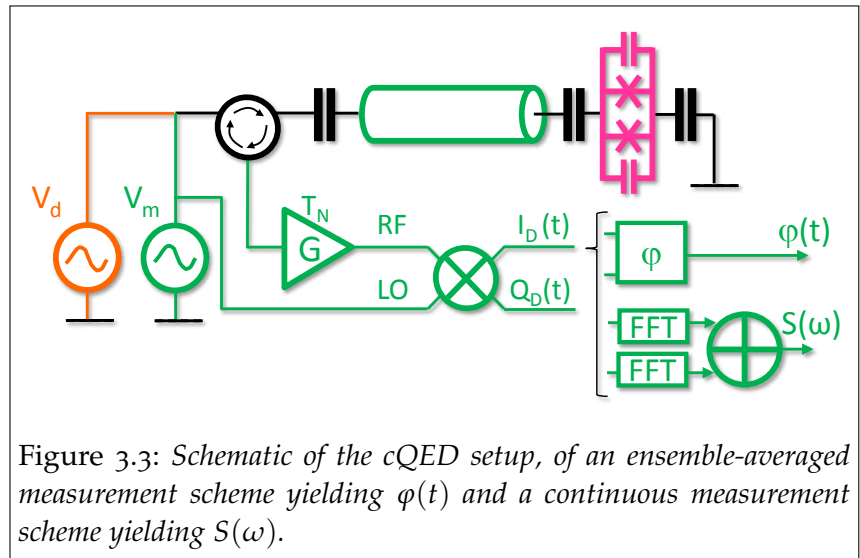 V_d
V_m
T_N
G
RF
LO
I_D(t)
Q_D(t)
φ
φ(t)
FFT
FFT
S(ω)
Figure 3.3: Schematic of the cQED setup, of an ensemble-averaged
measurement scheme yielding φ(t) and a continuous measurement
scheme yielding S(ω).